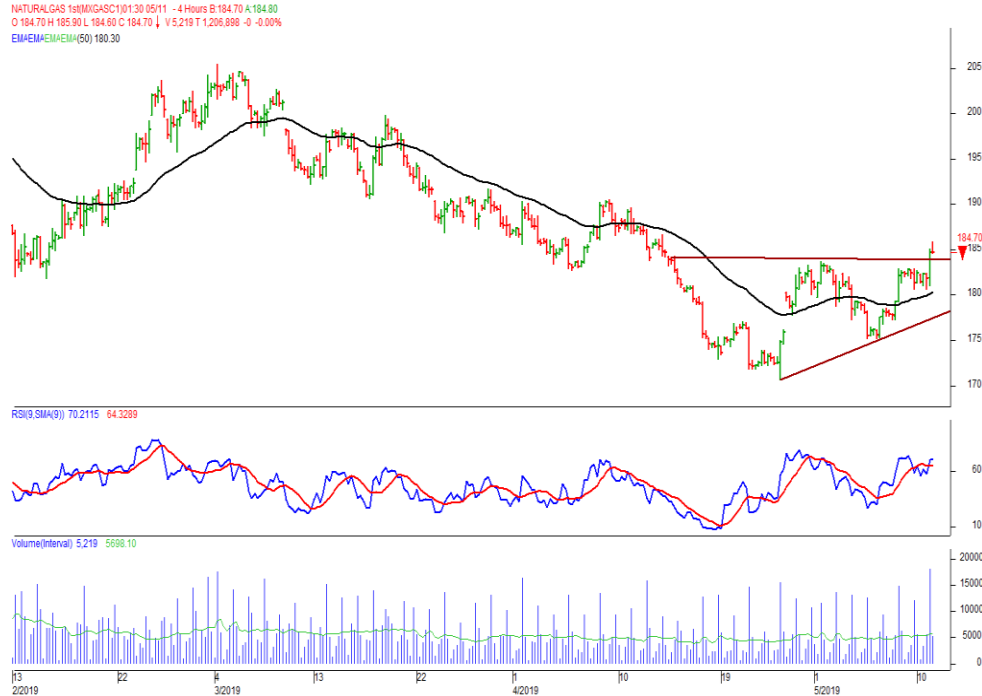 NATURALGAS 1st(MXGASC1)01:30 05/11 - 4 Hours B:184.70 A:184.80
O 184.70 H 185.90 L 184.60 C 184.70 ↓ V 5,219 T 1,206,898 -0 -0.00%
(50) 180.30
205
200
195
190
184.70
185
180
175
170
RSI(9,SMA(9)) 70.2115 64.3289
60
10
Volume(Interval) 5,219 5698.10
20000
15000
10000
5000
0
13 22 4 13 22 1 10 19 1 10
2/2019 3/2019 4/2019 5/2019